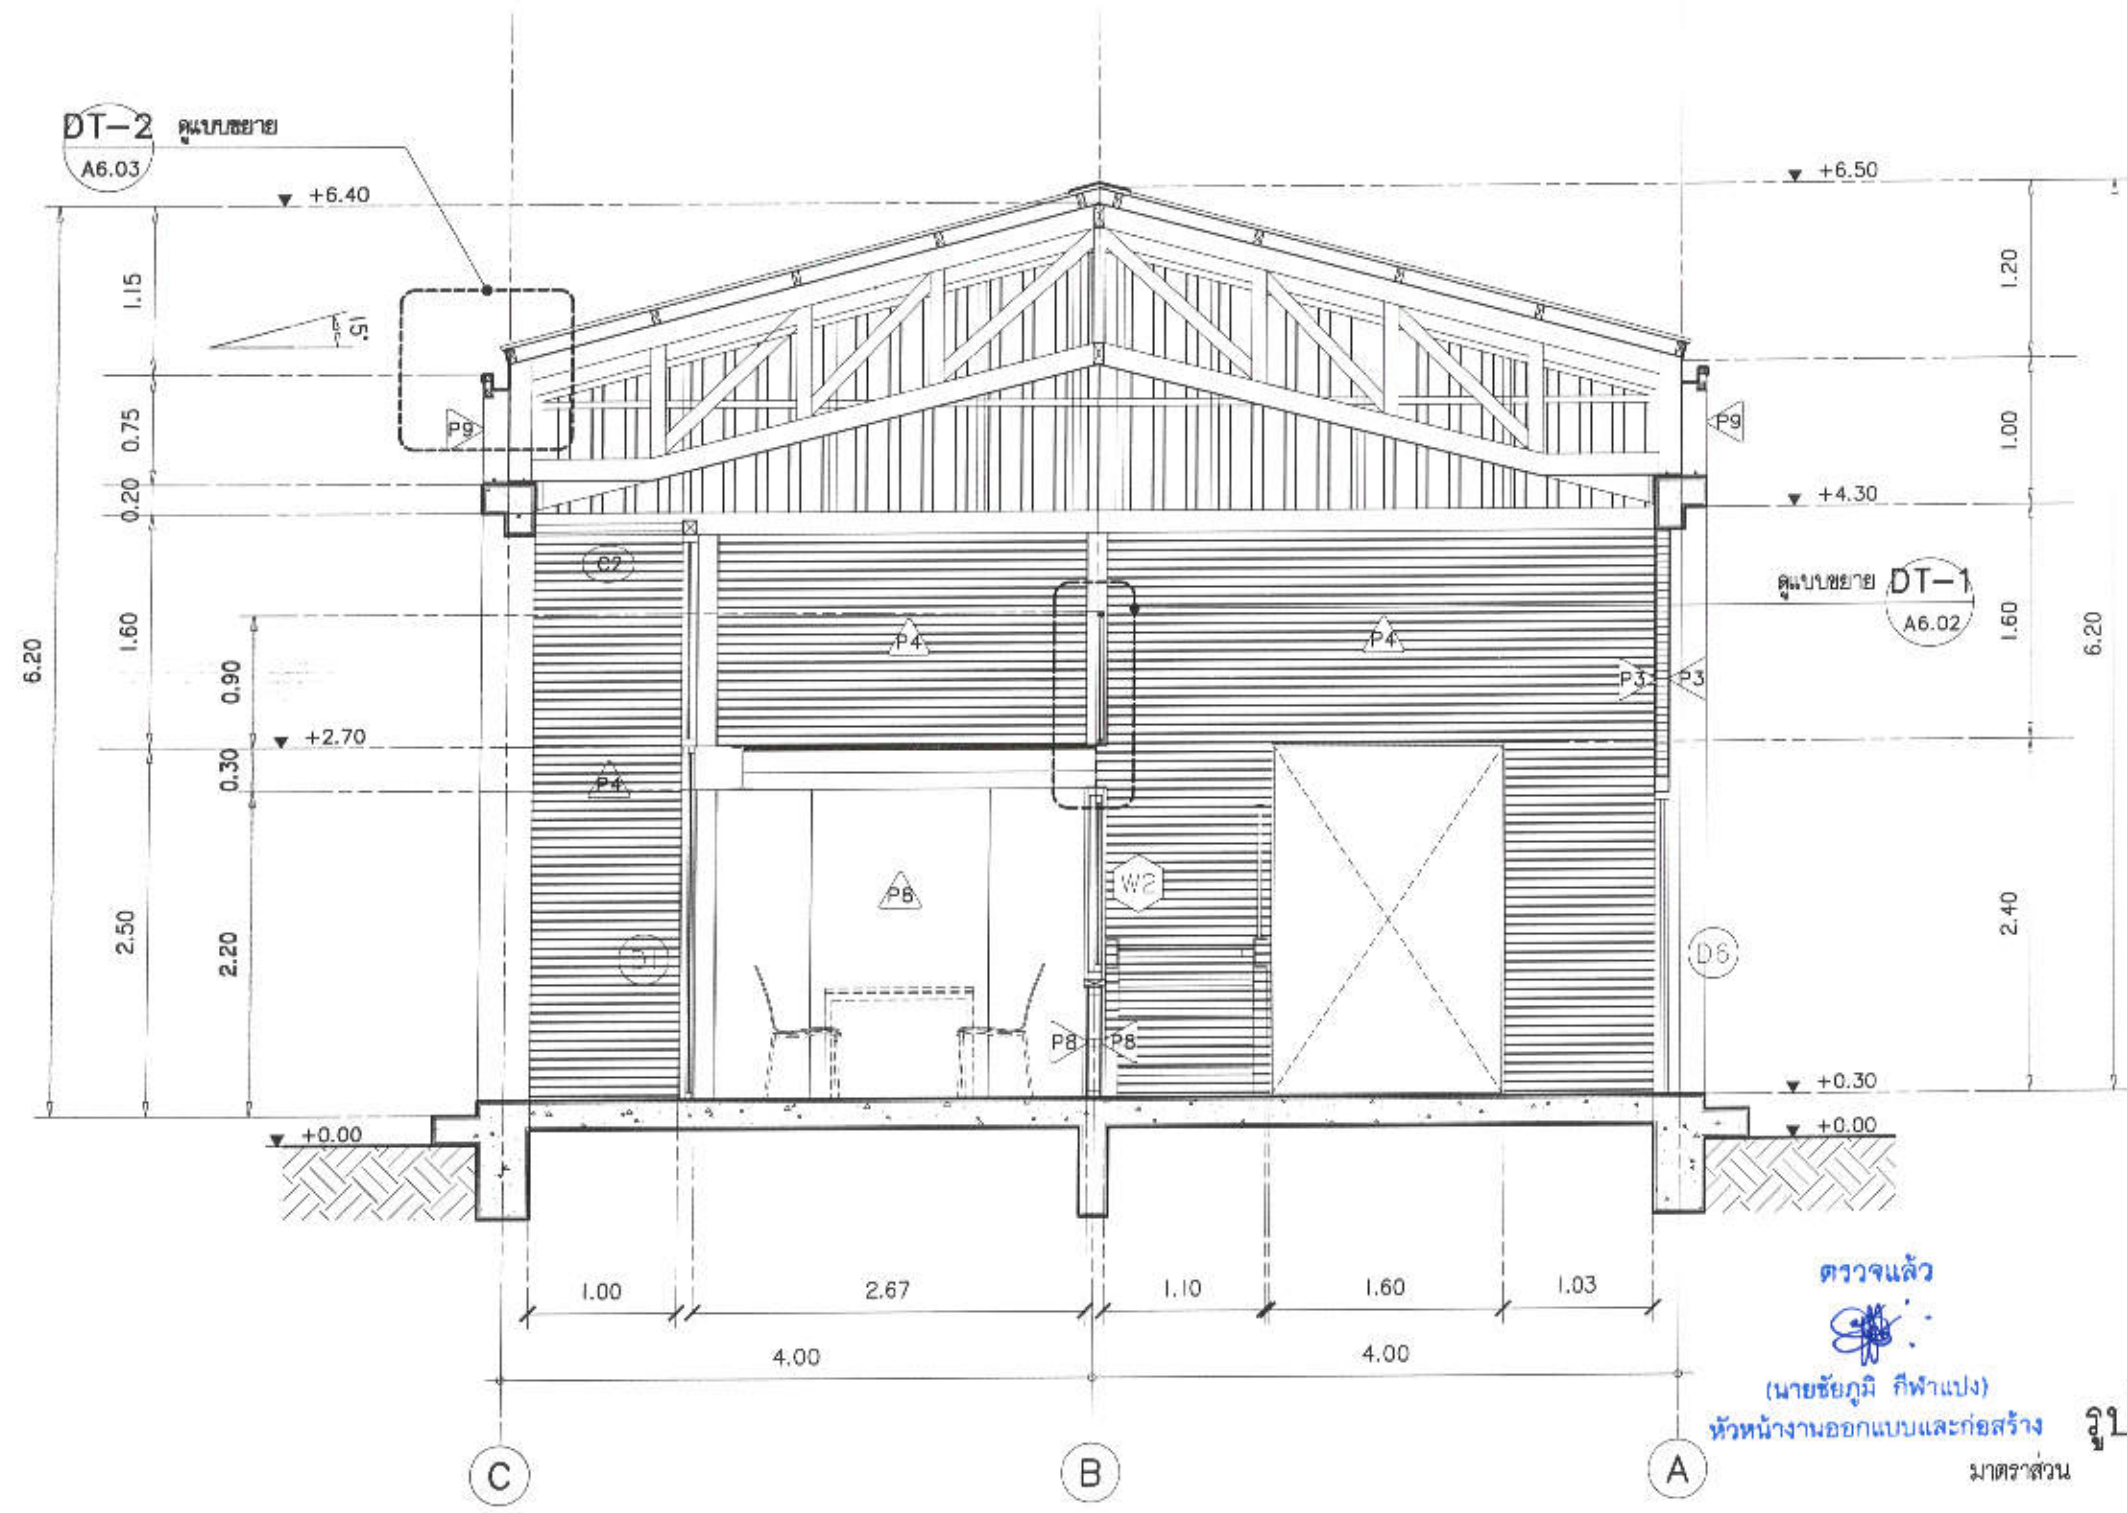 DT-2 ดูแบบขยาย
A6.03
+6.40
+6.50
1.15
15°
1.20
0.75
P9
P9
1.00
0.20
+4.30
C2
ดูแบบขยาย DT-1
A6.02
6.20
1.60
0.90
P4
P4
P3
P3
1.60
6.20
+2.70
0.30
P4
2.50
2.20
D1
P8
W2
D6
2.40
P8
P8
+0.30
+0.00
+0.00
1.00
2.67
1.10
1.60
1.03
4.00
4.00
C
B
A
ตรวจแล้ว
(นายชัยภูมิ กีฬาแปง)
หัวหน้างานออกแบบและก่อสร้าง
มาตราส่วน